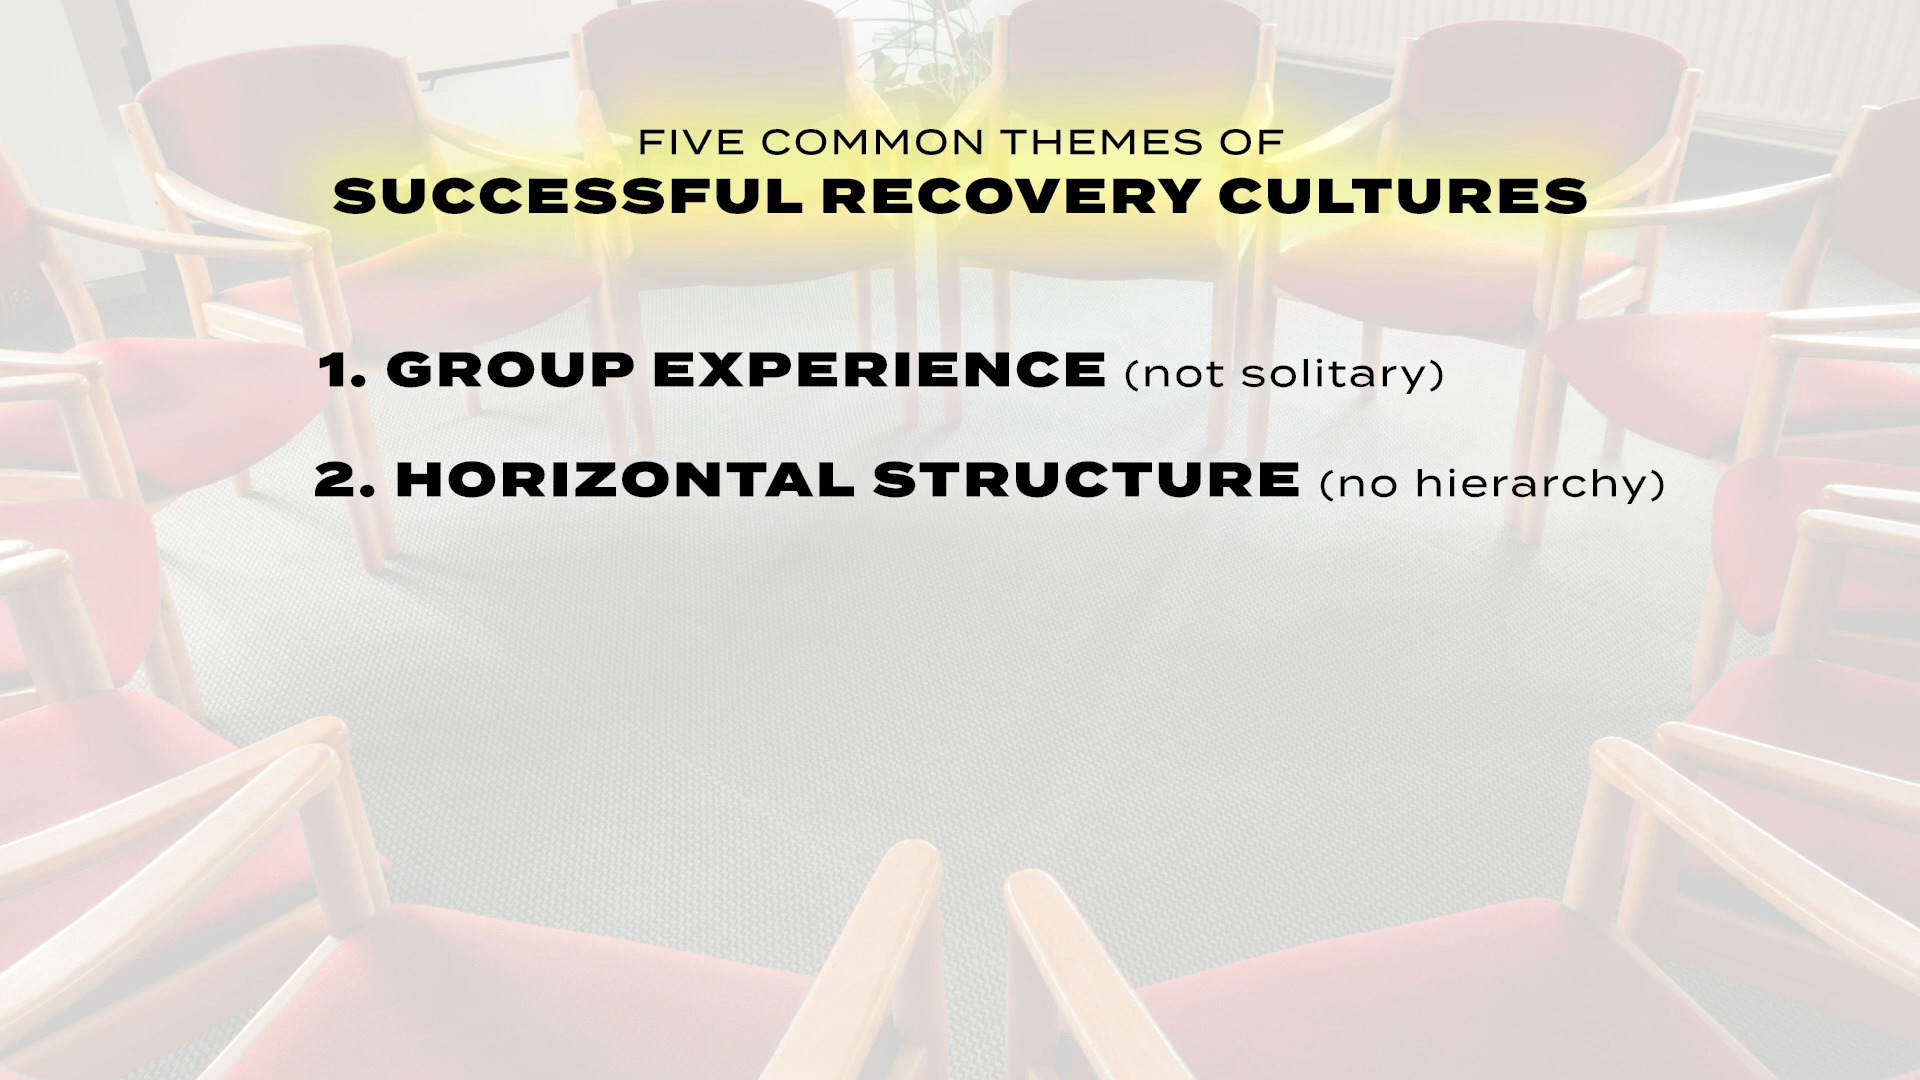 FIVE COMMON THEMES OF
SUCCESSFUL RECOVERY CULTURES
1. GROUP EXPERIENCE (not solitary)
2. HORIZONTAL STRUCTURE (no hierarchy)